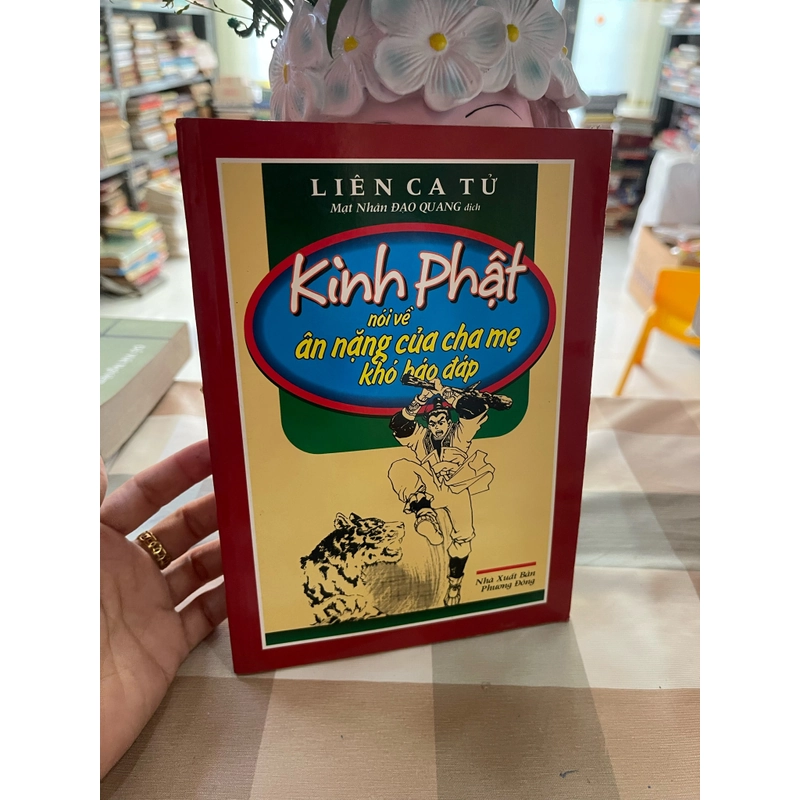 LIÊN CA TỬ
Mạt Nhân ĐẠO QUANG dịch
Kinh Phật
nói về
ân nặng của cha mẹ
khó báo đáp
Nhà Xuất Bản
Phương Đông